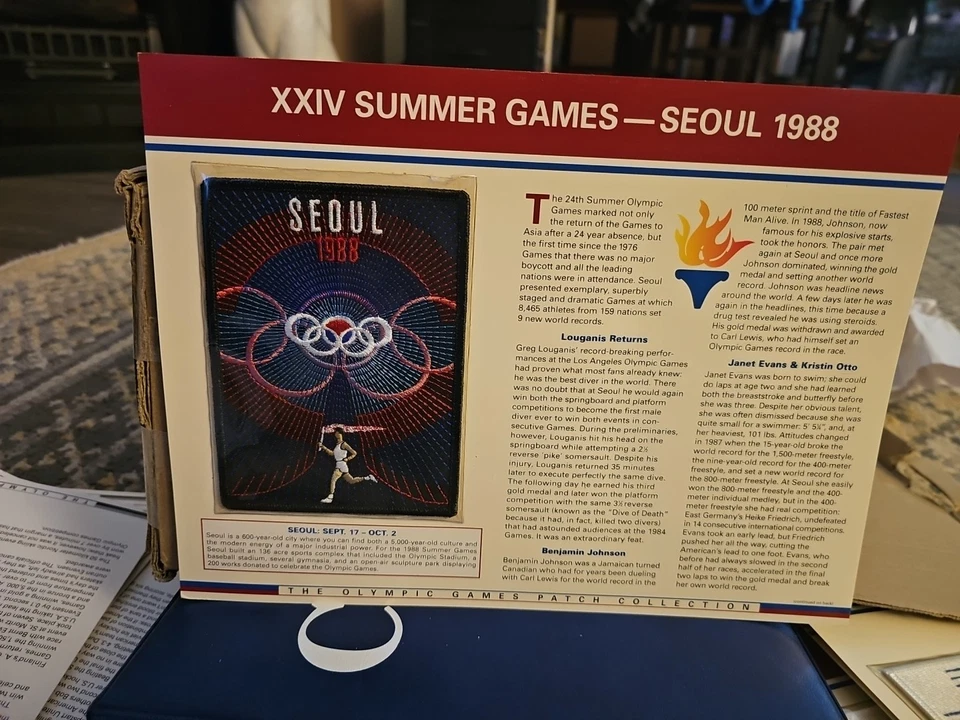 XXIV SUMMER GAMES — SEOUL 1988
SEOUL
1988
SEOUL: SEPT. 17 - OCT. 2
Seoul is a 600-year-old city where you can find both a 5,000-year-old culture and
the modern energy of a major industrial power. For the 1988 Summer Games
Seoul built a 136 acre sports complex that included the Olympic Stadium, a
baseball stadium, several gymnasia, and an open-air sculpture park displaying
200 works donated to celebrate the Olympic Games.
The 24th Summer Olympic
Games marked not only
the return of the Games to
Asia after a 24 year absence, but
the first time since the 1976
Games that there was no major
boycott and all the leading
nations were in attendance. Seoul
presented exemplary, superbly
staged and dramatic Games at which
8,465 athletes from 159 nations set
9 new world records.
Louganis Returns
Greg Louganis' record-breaking perfor-
mances at the Los Angeles Olympic Games
had proven what most fans already knew:
he was the best diver in the world. There
was no doubt that at Seoul he would again
win both the springboard and platform
competitions to become the first male
diver ever to win both events in con-
secutive Games. During the preliminaries,
however, Louganis hit his head on the
springboard while attempting a 2½
reverse 'pike' somersault. Despite his
injury, Louganis returned 35 minutes
later to execute perfectly the same dive.
The following day he earned his third
gold medal and later won the platform
competition with the same 3½ reverse
somersault (known as the "Dive of Death"
because it had, in fact, killed two divers)
that had astounded audiences at the 1984
Games. It was an extraordinary feat.
Benjamin Johnson
Benjamin Johnson was a Jamaican turned
Canadian who had for years been dueling
with Carl Lewis for the world record in the
100 meter sprint and the title of Fastest
Man Alive. In 1988, Johnson, now
famous for his explosive starts,
took the honors. The pair met
again at Seoul and once more
Johnson dominated, winning the gold
medal and setting another world
record. Johnson was headline news
around the world. A few days later he was
again in the headlines, this time because a
drug test revealed he was using steroids.
His gold medal was withdrawn and awarded
to Carl Lewis, who had himself set an
Olympic Games record in the race.
Janet Evans & Kristin Otto
Janet Evans was born to swim; she could
do laps at age two and she had learned
both the breaststroke and butterfly before
she was three. Despite her obvious talent,
she was often dismissed because she was
quite small for a swimmer: 5' 5¼", and, at
her heaviest, 101 lbs. Attitudes changed
in 1987 when the 15-year-old broke the
world record for the 1,500-meter freestyle,
the nine-year-old record for the 400-meter
freestyle, and set a new world record for
the 800-meter freestyle. At Seoul she easily
won the 800-meter freestyle and the 400-
meter individual medley, but in the 400-
meter freestyle she had real competition:
East Germany's Heike Friedrich, undefeated
in 14 consecutive international competitions.
Evans took an early lead, but Friedrich
pushed her all the way, cutting the
American's lead to one foot. Evans, who
before had always slowed in the second
half of her races, accelerated in the final
two laps to win the gold medal and break
her own world record.
(continued on back)
THE OLYMPIC GAMES PATCH COLLECTION